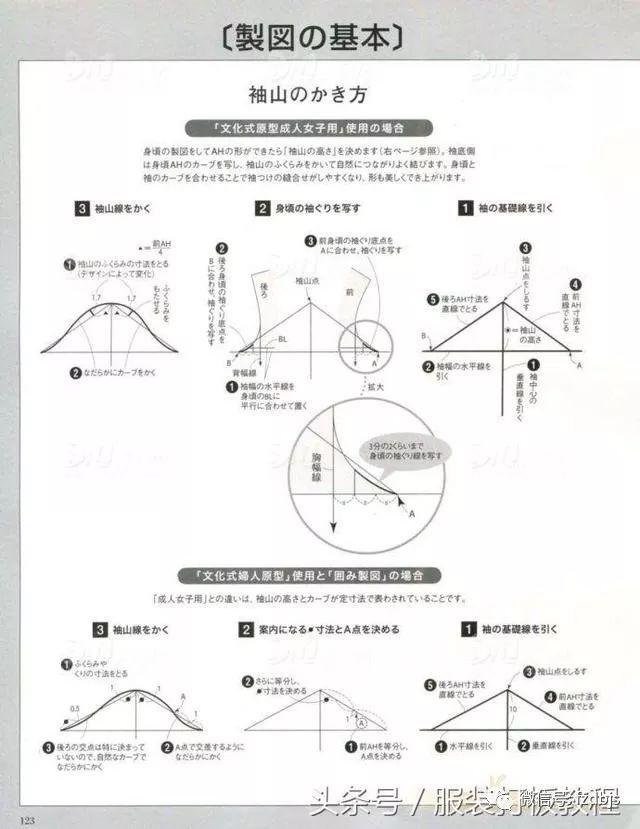 〔製図の基本〕
袖山のかき方
「文化式原型成人女子用」使用の場合
身頃の製図をしてAHの形ができたら「袖山の高さ」を決めます(右ページ参照)。袖底側
は身頃AHのカーブを写し、袖山のふくらみをかいて自然につながりよく結びます。身頃と
袖のカーブを合わせることで袖つけの縫合せがしやすくなり、形も美しくでき上がります。
1 袖の基礎線を引く
3 袖山点をしるす
4 前AH寸法を直線でとる
5 後ろAH寸法を直線でとる
=袖山の高さ
B
A
2 袖幅の水平線を引く
1 袖中心の垂直線を引く
2 身頃の袖ぐりを写す
3 前身頃の袖ぐり底点を
Aに合わせ、袖ぐりを写す
2 後ろ身頃の袖ぐり底点を
Bに合わせ、袖ぐりを写す
後ろ
袖山点
前
BL
B
A
背幅線
1 袖幅の水平線を
身頃のBLに
平行に合わせて置く
拡大
3分の2くらいまで
身頃の袖ぐり線を写す
胸幅線
A
3 袖山線をかく
▲=前AH/4
1 袖山のふくらみの寸法をとる
(デザインによって変化)
1.7
1.7
ふくらみを
もたせる
2 なだらかにカーブをかく
「文化式婦人原型」使用と「囲み製図」の場合
「成人女子用」との違いは、袖山の高さとカーブが定寸法で表わされていることです。
1 袖の基礎線を引く
3 袖山点をしるす
5 後ろAH寸法を
直線でとる
4 前AH寸法を
直線でとる
10
1 水平線を引く
2 垂直線を引く
2 案内になる寸法とA点を決める
2 さらに等分し、
寸法を決める
1
A
1 前AHを等分し、
A点を決める
3 袖山線をかく
1 ふくらみや
くりの寸法をとる
1
1
0.5
1
A
3 後ろの交点は特に決まって
いないので、自然なカーブで
なだらかにかく
2 A点で交差するように
なだらかにかく
头条号/服装打板教程
123